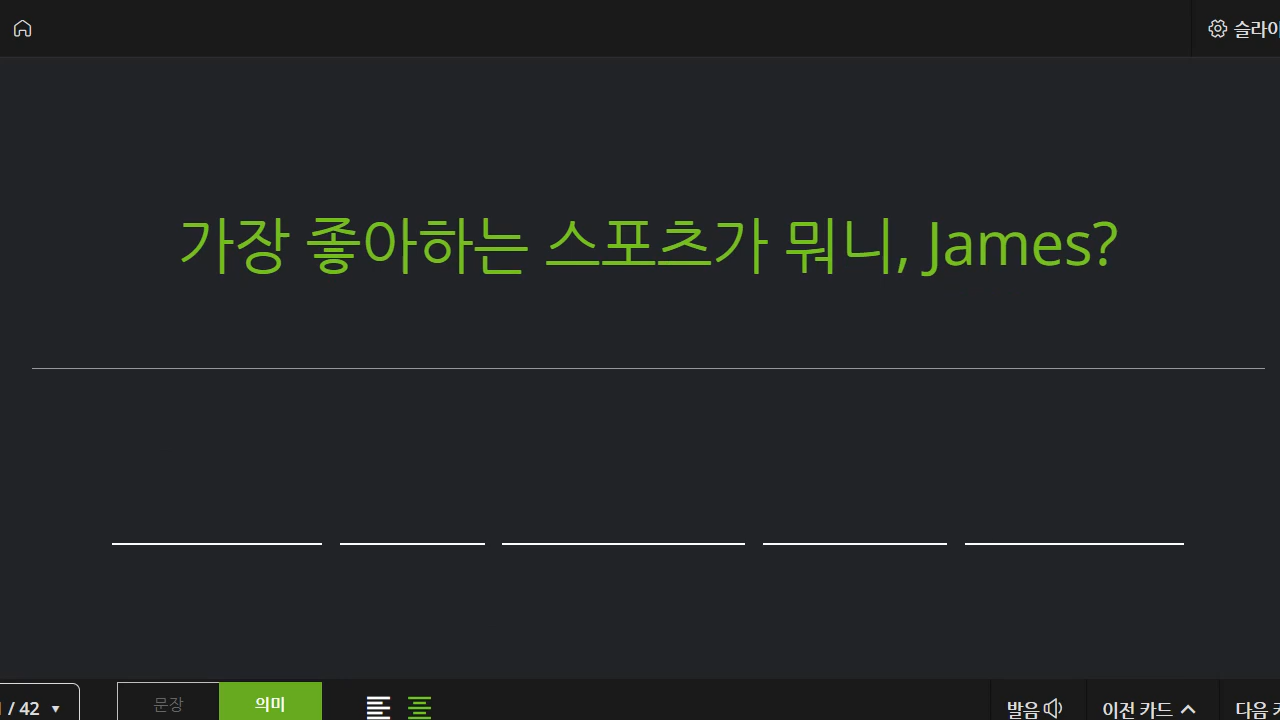 슬라이
가장 좋아하는 스포츠가 뭐니, James?
/ 42
문장
의미
발음
이전 카드
다음